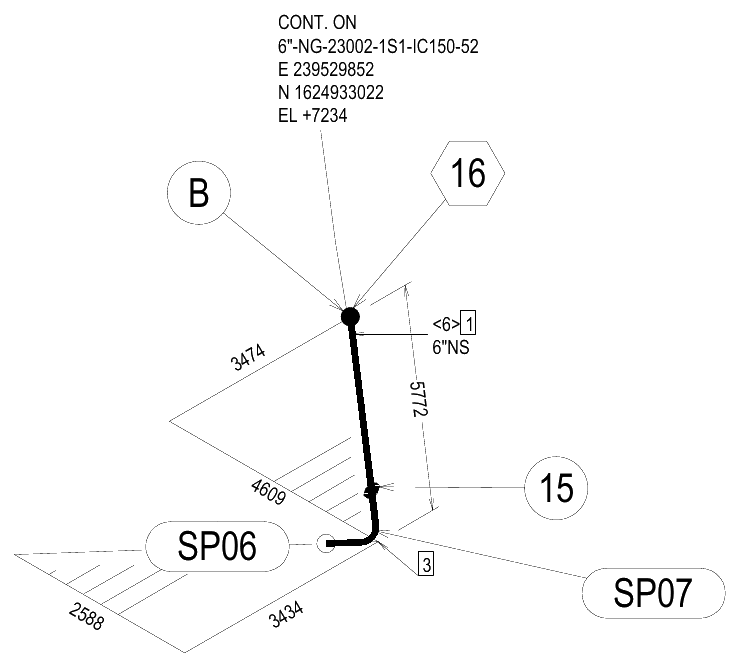 CONT. ON
6"-NG-23002-1S1-IC150-52
E 239529852
N 1624933022
EL +7234
B
16
<6> 1
6"NS
3474
5772
4609
15
SP06
3
SP07
2588
3434